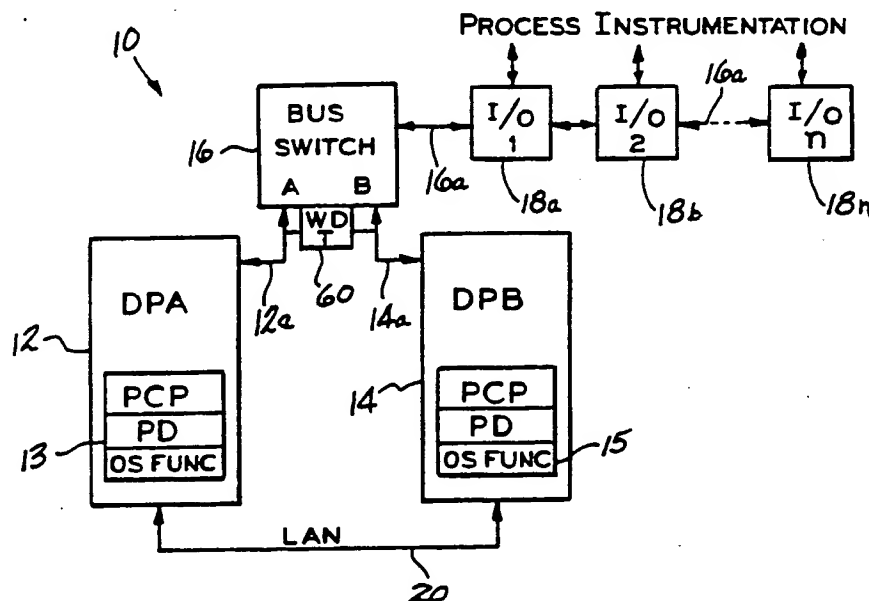 PROCESS INSTRUMENTATION
10
BUS
SWITCH
A B
16
16a
I/O
1
18a
I/O
2
18b
16a
I/O
n
18n
WD
T
60
12a
14a
DPA
12
PCP
PD
OS FUNC
13
DPB
14
PCP
PD
OS FUNC
15
LAN
20